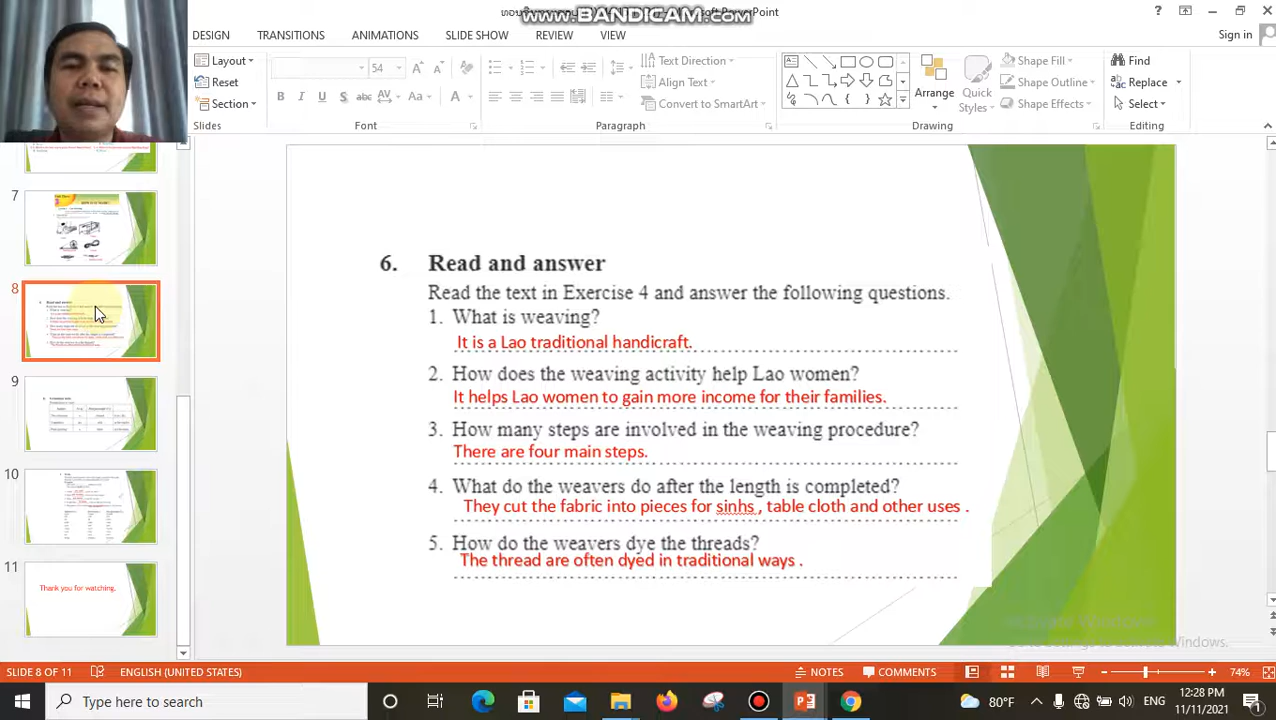 www.BANDICAM.com
PowerPoint
Sign in
DESIGN TRANSITIONS ANIMATIONS SLIDE SHOW REVIEW VIEW
Layout
Reset
Section
54
Text Direction
Align Text
Convert to SmartArt
Arrange
Quick Styles
Shape Fill
Shape Outline
Shape Effects
Find
Replace
Select
Slides Font Paragraph Drawing Editing
7
8
9
10
11
Thank you for watching.
6. Read and answer
Read the text in Exercise 4 and answer the following questions.
1. What is weaving?
It is a Lao traditional handicraft.
2. How does the weaving activity help Lao women?
It helps Lao women to gain more income for their families.
3. How many steps are involved in the weaving procedure?
There are four main steps.
4. What do the weavers do after the length is completed?
They cut the fabric into pieces for sinhs , table cloth and other uses
5. How do the weavers dye the threads?
The thread are often dyed in traditional ways .
SLIDE 8 OF 11 ENGLISH (UNITED STATES) NOTES COMMENTS 74%
Type here to search
80°F
ENG
12:28 PM
11/11/2021